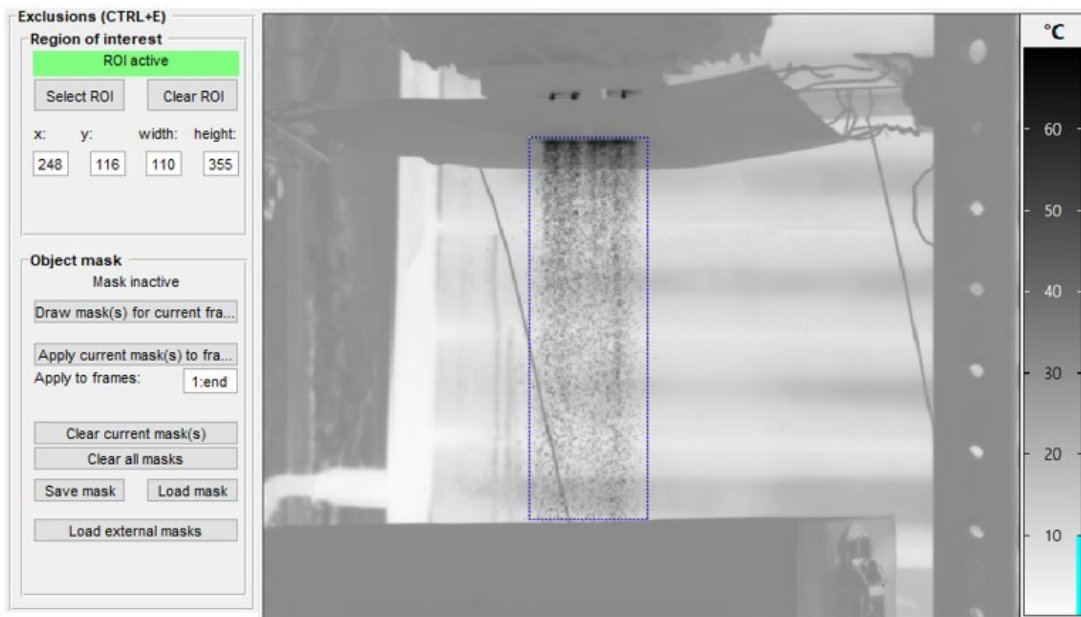 Exclusions (CTRL+E)
Region of interest
ROI active
Select ROI Clear ROI
x: y: width: height:
248 116 110 355
Object mask
Mask inactive
Draw mask(s) for current fra...
Apply current mask(s) to fra...
Apply to frames: 1:end
Clear current mask(s)
Clear all masks
Save mask Load mask
Load external masks
°C
60
50
40
30
20
10